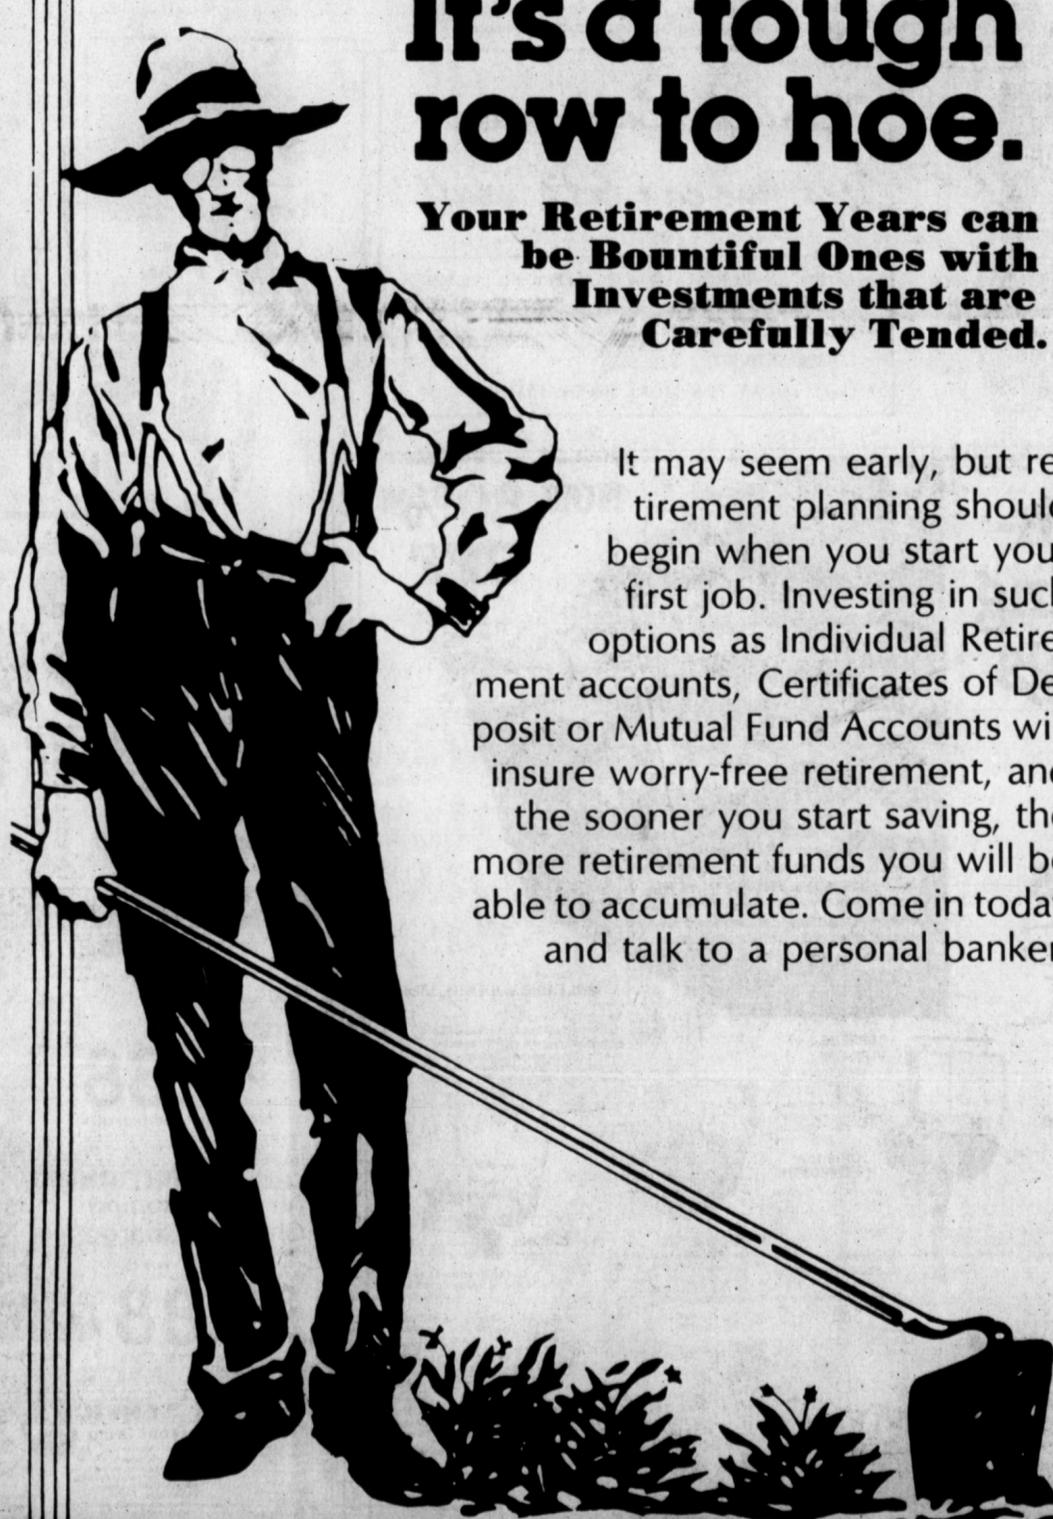 It's a tough
row to hoe.
Your Retirement Years can
be Bountiful Ones with
Investments that are
Carefully Tended.
It may seem early, but re
tirement planning shoul
begin when you start you
first job. Investing in suc
options as Individual Retire
ment accounts, Certificates of De
posit or Mutual Fund Accounts wi
insure worry-free retirement, an
the sooner you start saving, th
more retirement funds you will b
able to accumulate. Come in toda
and talk to a personal banker